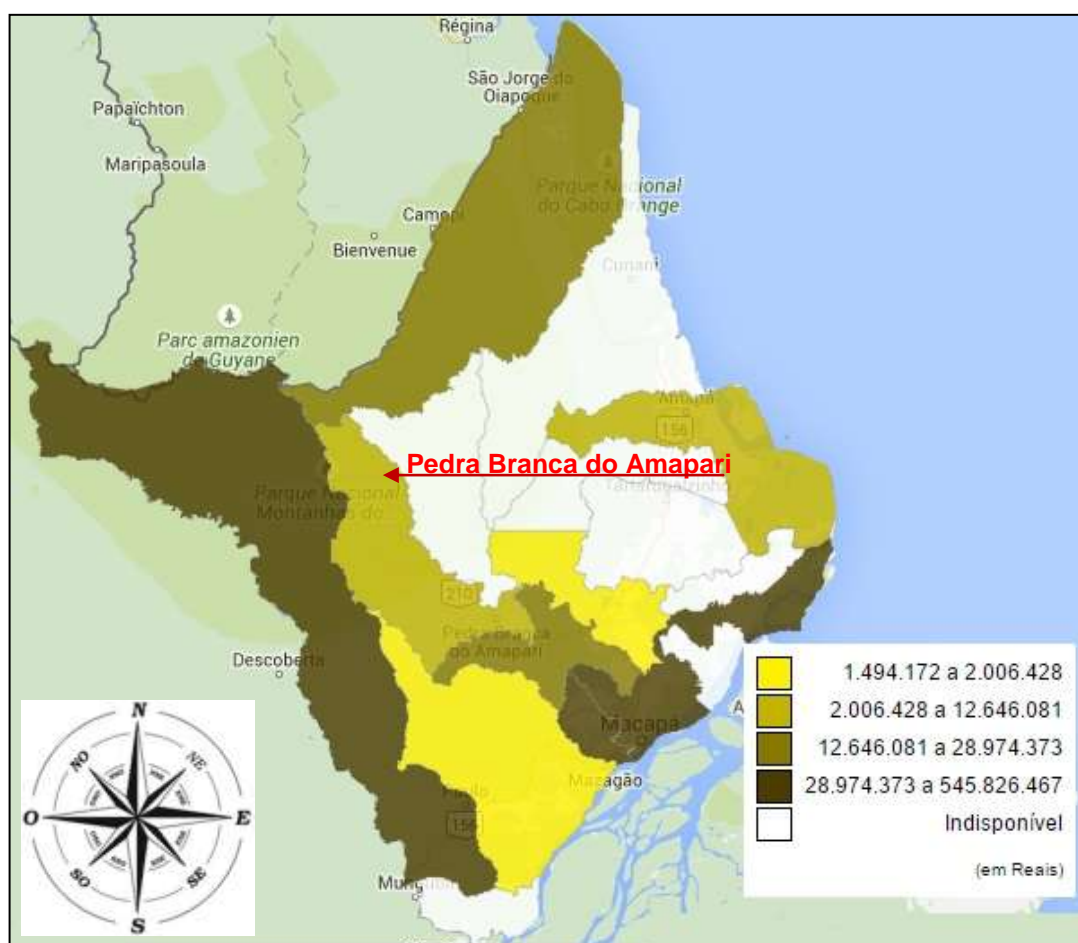 Régina
São Jorge do
Oiapoque
Papaïchton
Maripasoula
Parque Nacional
do Cabo Orange
Camopi
Bienvenue
Cunani
Parc amazonien
de Guyane
Amapá
156
Pedra Branca do Amapari
Tartarugalzinho
Parque Nacional
Montanhas do
210
Pedra Branca
do Amapari
Descoberta
Macapá
Mazagão
156
1.494.172 a 2.006.428
2.006.428 a 12.646.081
12.646.081 a 28.974.373
28.974.373 a 545.826.467
Indisponível
(em Reais)
N
NO
NE
O
E
SO
SE
S